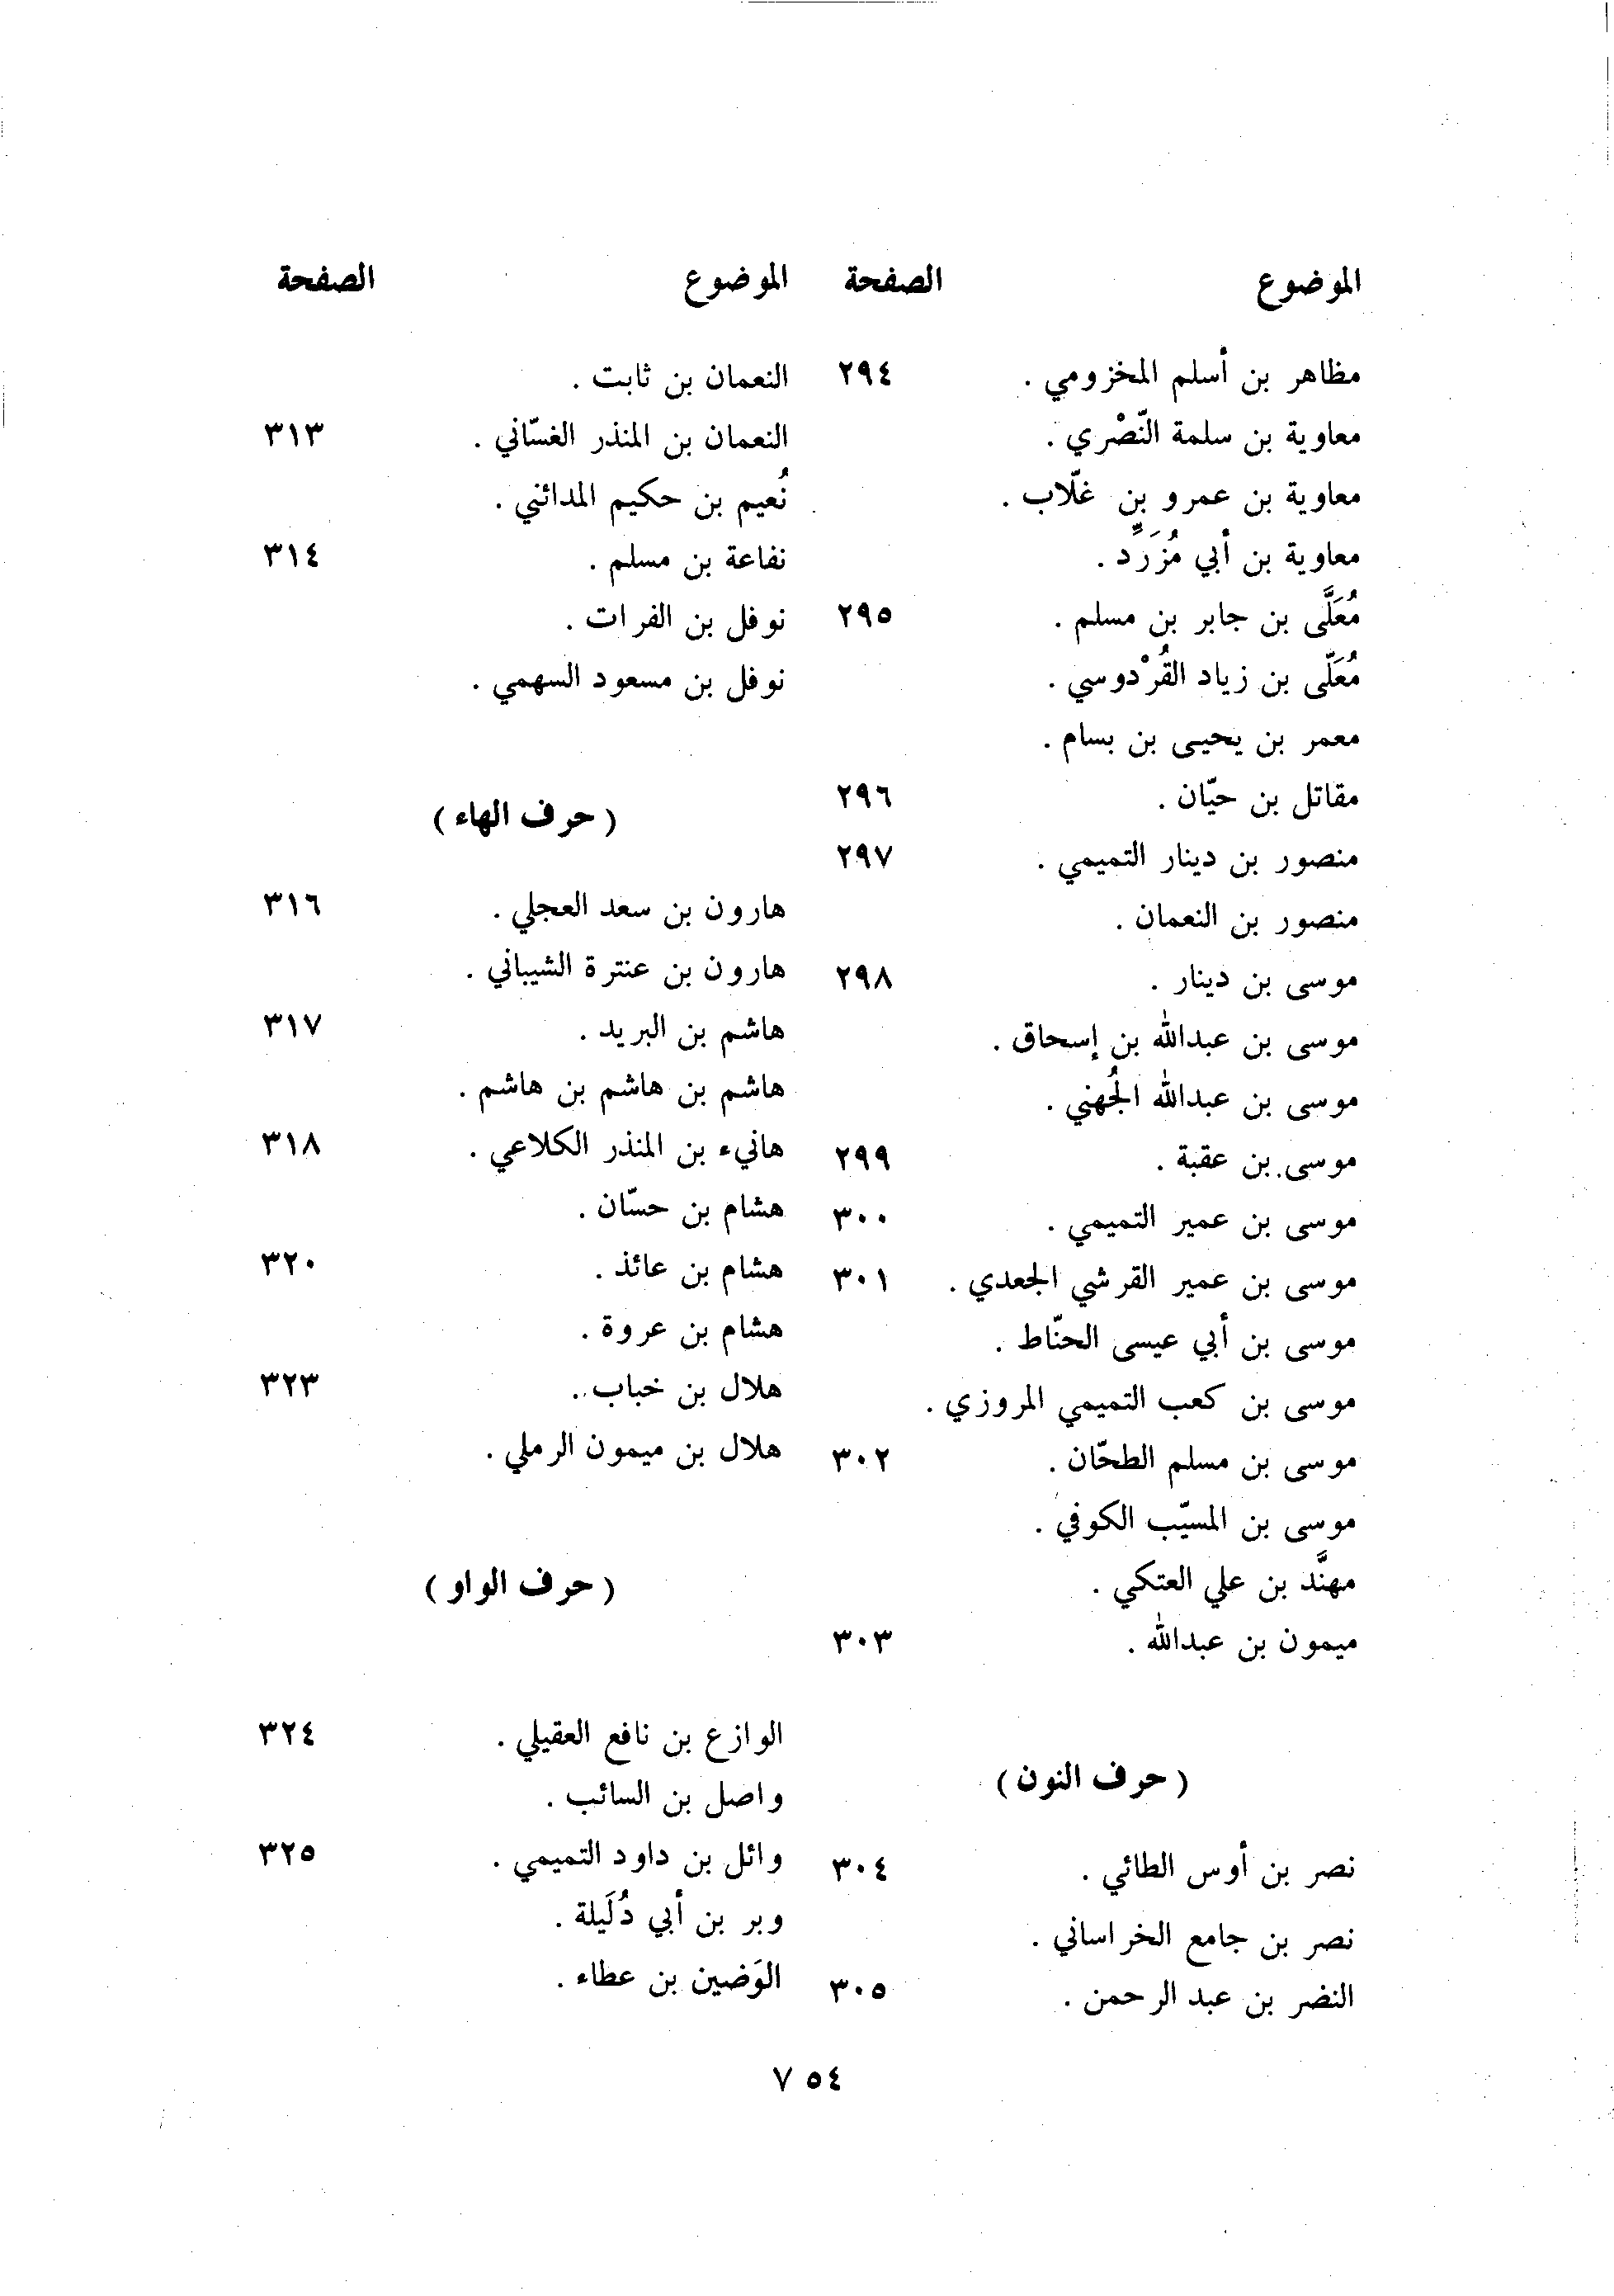 الموضوع الصفحة
مظاهر بن أسلم المخزومي . ٢٩٤
معاوية بن سلمة النّصْري .
معاوية بن عمرو بن غلّاب .
معاوية بن أبي مُزَرِّد .
مُعَلَّى بن جابر بن مسلم . ٢٩٥
مُعَلّى بن زياد القُرْدوسي .
معمر بن يحيى بن بسام .
مقاتل بن حيّان . ٢٩٦
منصور بن دينار التميمي . ٢٩٧
منصور بن النعمان .
موسى بن دينار . ٢٩٨
موسى بن عبدالله بن إسحاق .
موسى بن عبدالله الجُهني .
موسى بن عقبة . ٢٩٩
موسى بن عمير التميمي . ٣٠٠
موسى بن عمير القرشي الجعدي . ٣٠١
موسى بن أبي عيسى الحنّاط .
موسى بن كعب التميمي المروزي .
موسى بن مسلم الطحّان . ٣٠٢
موسى بن المسيّب الكوفي .
مهنَّد بن علي العتكي .
ميمون بن عبدالله . ٣٠٣
( حرف النون )
نصر بن أوس الطائي . ٣٠٤
نصر بن جامع الخراساني .
النضر بن عبد الرحمن . ٣٠٥
الموضوع الصفحة
النعمان بن ثابت .
النعمان بن المنذر الغسّاني . ٣١٣
نُعيم بن حكيم المدائني .
نفاعة بن مسلم . ٣١٤
نوفل بن الفرات .
نوفل بن مسعود السهمي .
( حرف الهاء )
هارون بن سعد العجلي . ٣١٦
هارون بن عنترة الشيباني .
هاشم بن البريد . ٣١٧
هاشم بن هاشم بن هاشم .
هانيء بن المنذر الكلاعي . ٣١٨
هشام بن حسّان .
هشام بن عائذ . ٣٢٠
هشام بن عروة .
هلال بن خباب . ٣٢٣
هلال بن ميمون الرملي .
( حرف الواو )
الوازع بن نافع العقيلي . ٣٢٤
واصل بن السائب .
وائل بن داود التميمي . ٣٢٥
وبر بن أبي دُلَيلة .
الوَضين بن عطاء .
٧٥٤